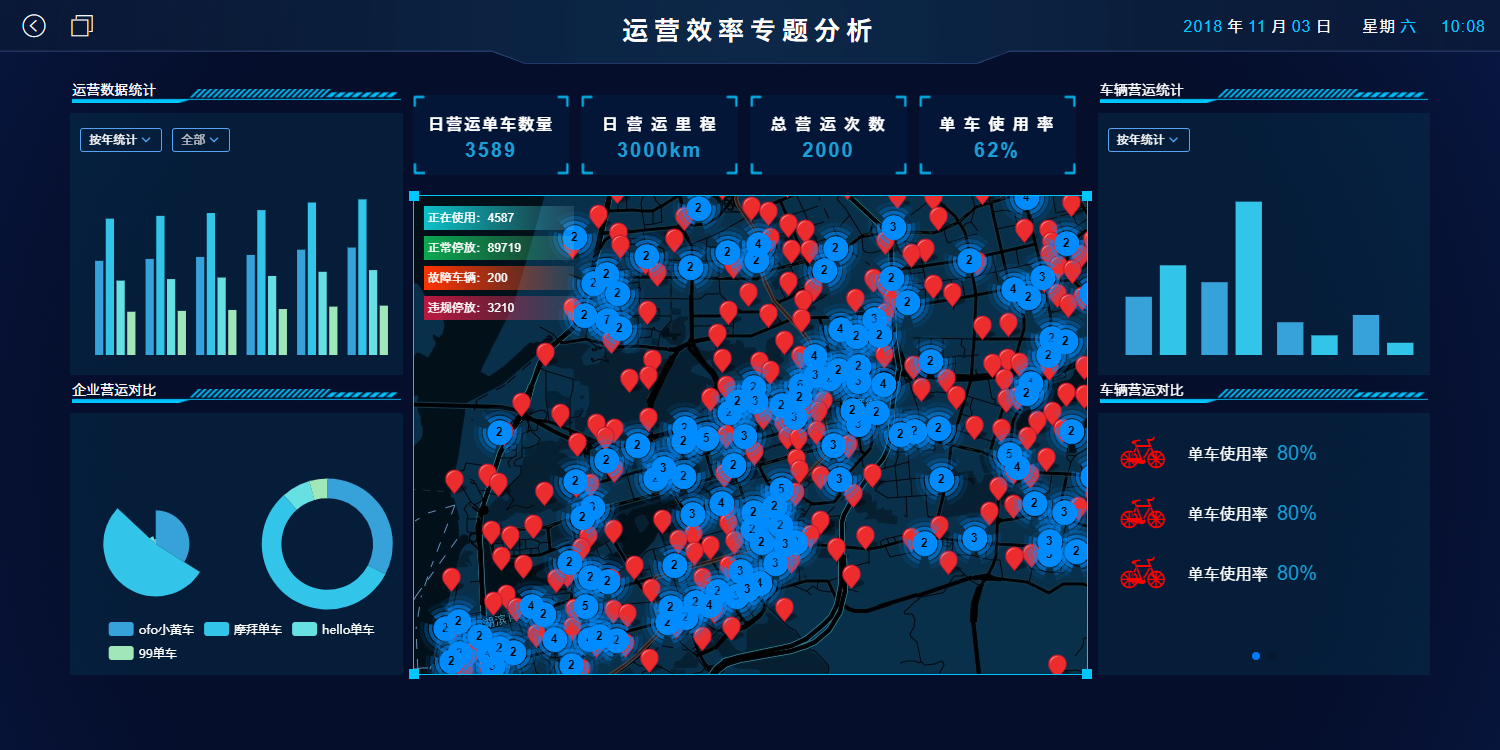 运营效率专题分析
2018 年 11 月 03 日 星期 六 10:08
运营数据统计
按年统计
全部
企业营运对比
ofo小黄车
摩拜单车
hello单车
99单车
日营运单车数量
3589
日营运里程
3000km
总营运次数
2000
单车使用率
62%
正在使用: 4587
正常停放: 89719
故障车辆: 200
违规停放: 3210
车辆营运统计
按年统计
车辆营运对比
单车使用率 80%
单车使用率 80%
单车使用率 80%